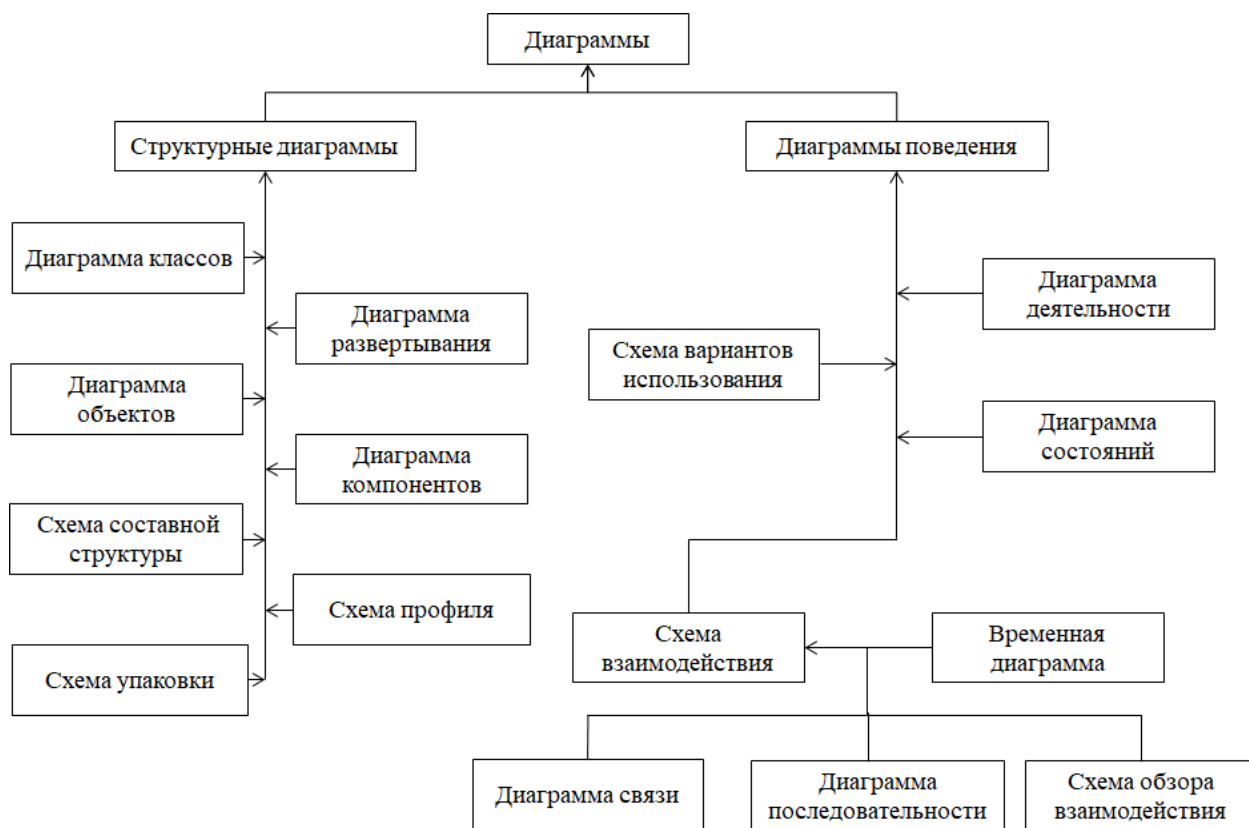 Диаграммы
Структурные диаграммы
Диаграммы поведения
Диаграмма классов
Диаграмма
развертывания
Диаграмма
объектов
Диаграмма
компонентов
Схема составной
структуры
Схема профиля
Схема упаковки
Диаграмма
деятельности
Схема вариантов
использования
Диаграмма
состояний
Схема
взаимодействия
Временная
диаграмма
Диаграмма связи
Диаграмма
последовательности
Схема обзора
взаимодействия